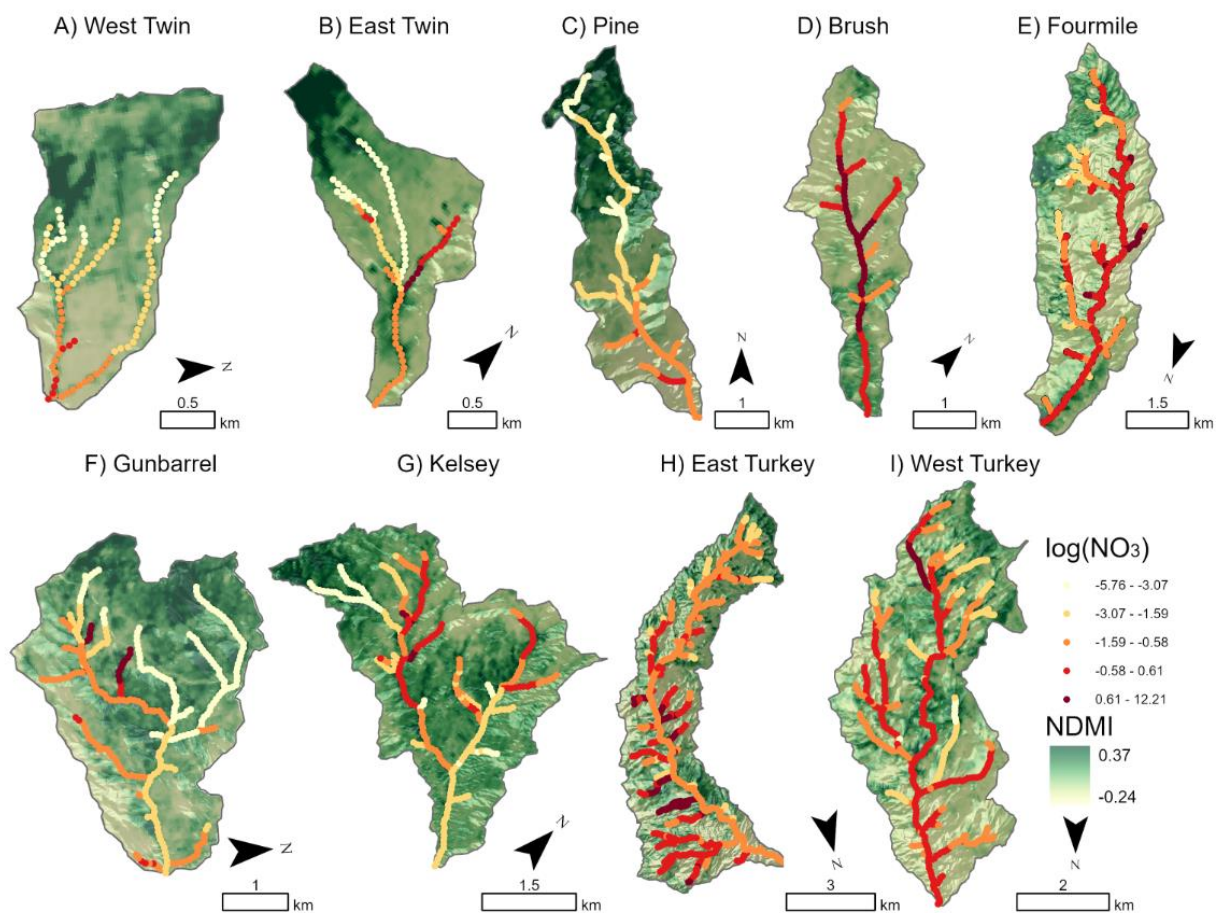 A) West Twin
B) East Twin
C) Pine
D) Brush
E) Fourmile
N
N
N
N
N
0.5
km
0.5
km
1
km
1
km
1.5
km
F) Gunbarrel
G) Kelsey
H) East Turkey
I) West Turkey
log(NO₃)
-5.76 - -3.07
-3.07 - -1.59
-1.59 - -0.58
-0.58 - 0.61
0.61 - 12.21
NDMI
0.37
-0.24
N
N
N
N
1
km
1.5
km
3
km
2
km